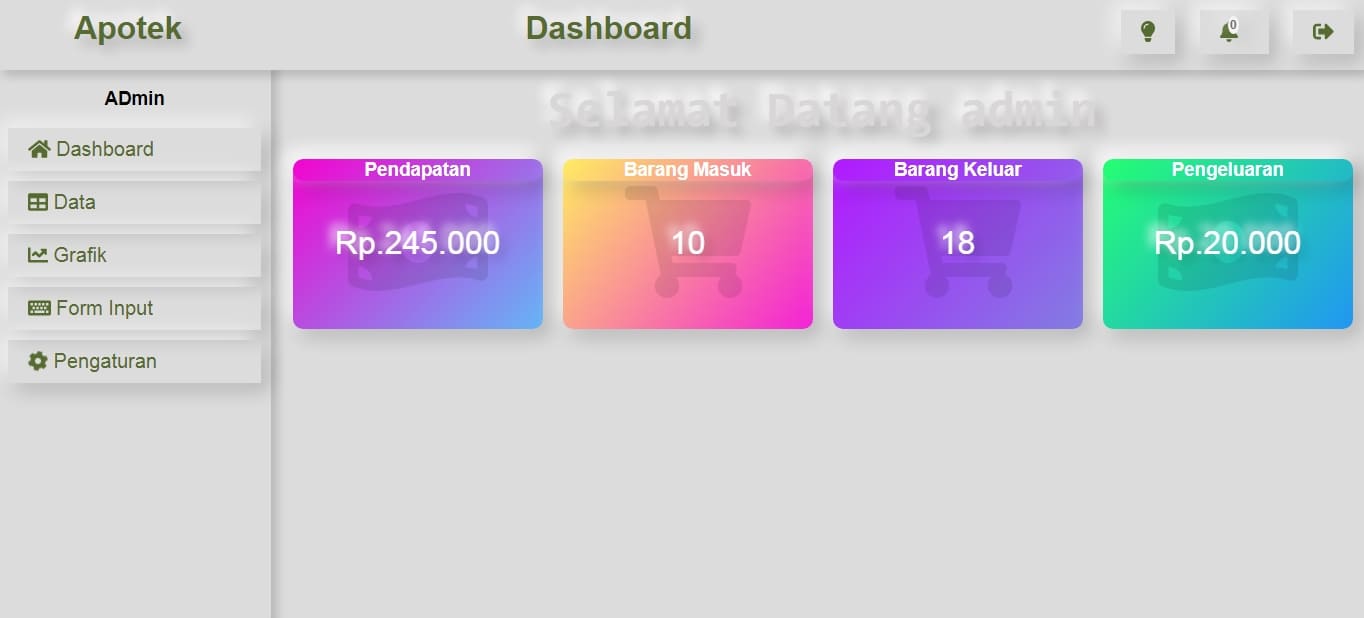 Apotek
Dashboard
0
ADmin
Selamat Datang admin
Dashboard
Data
Grafik
Form Input
Pengaturan
Pendapatan
Rp.245.000
Barang Masuk
10
Barang Keluar
18
Pengeluaran
Rp.20.000